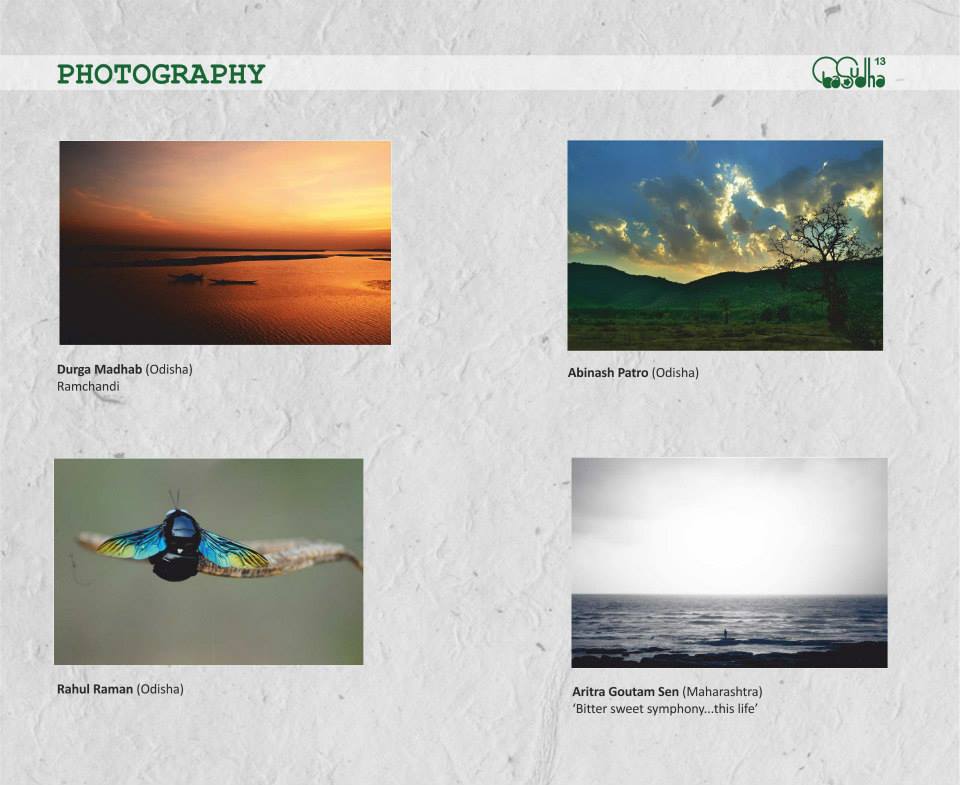 PHOTOGRAPHY
Basudha 13
Durga Madhab (Odisha)
Ramchandi
Abinash Patro (Odisha)
Rahul Raman (Odisha)
Aritra Goutam Sen (Maharashtra)
‘Bitter sweet symphony...this life’